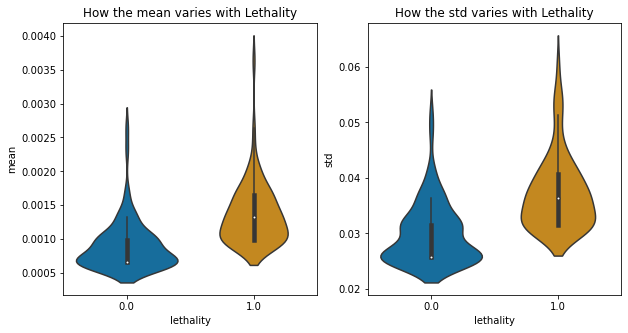 How the mean varies with Lethality
0.0040
0.0035
0.0030
0.0025
0.0020
0.0015
0.0010
0.0005
mean
0.0
1.0
lethality
How the std varies with Lethality
0.06
0.05
0.04
0.03
0.02
std
0.0
1.0
lethality